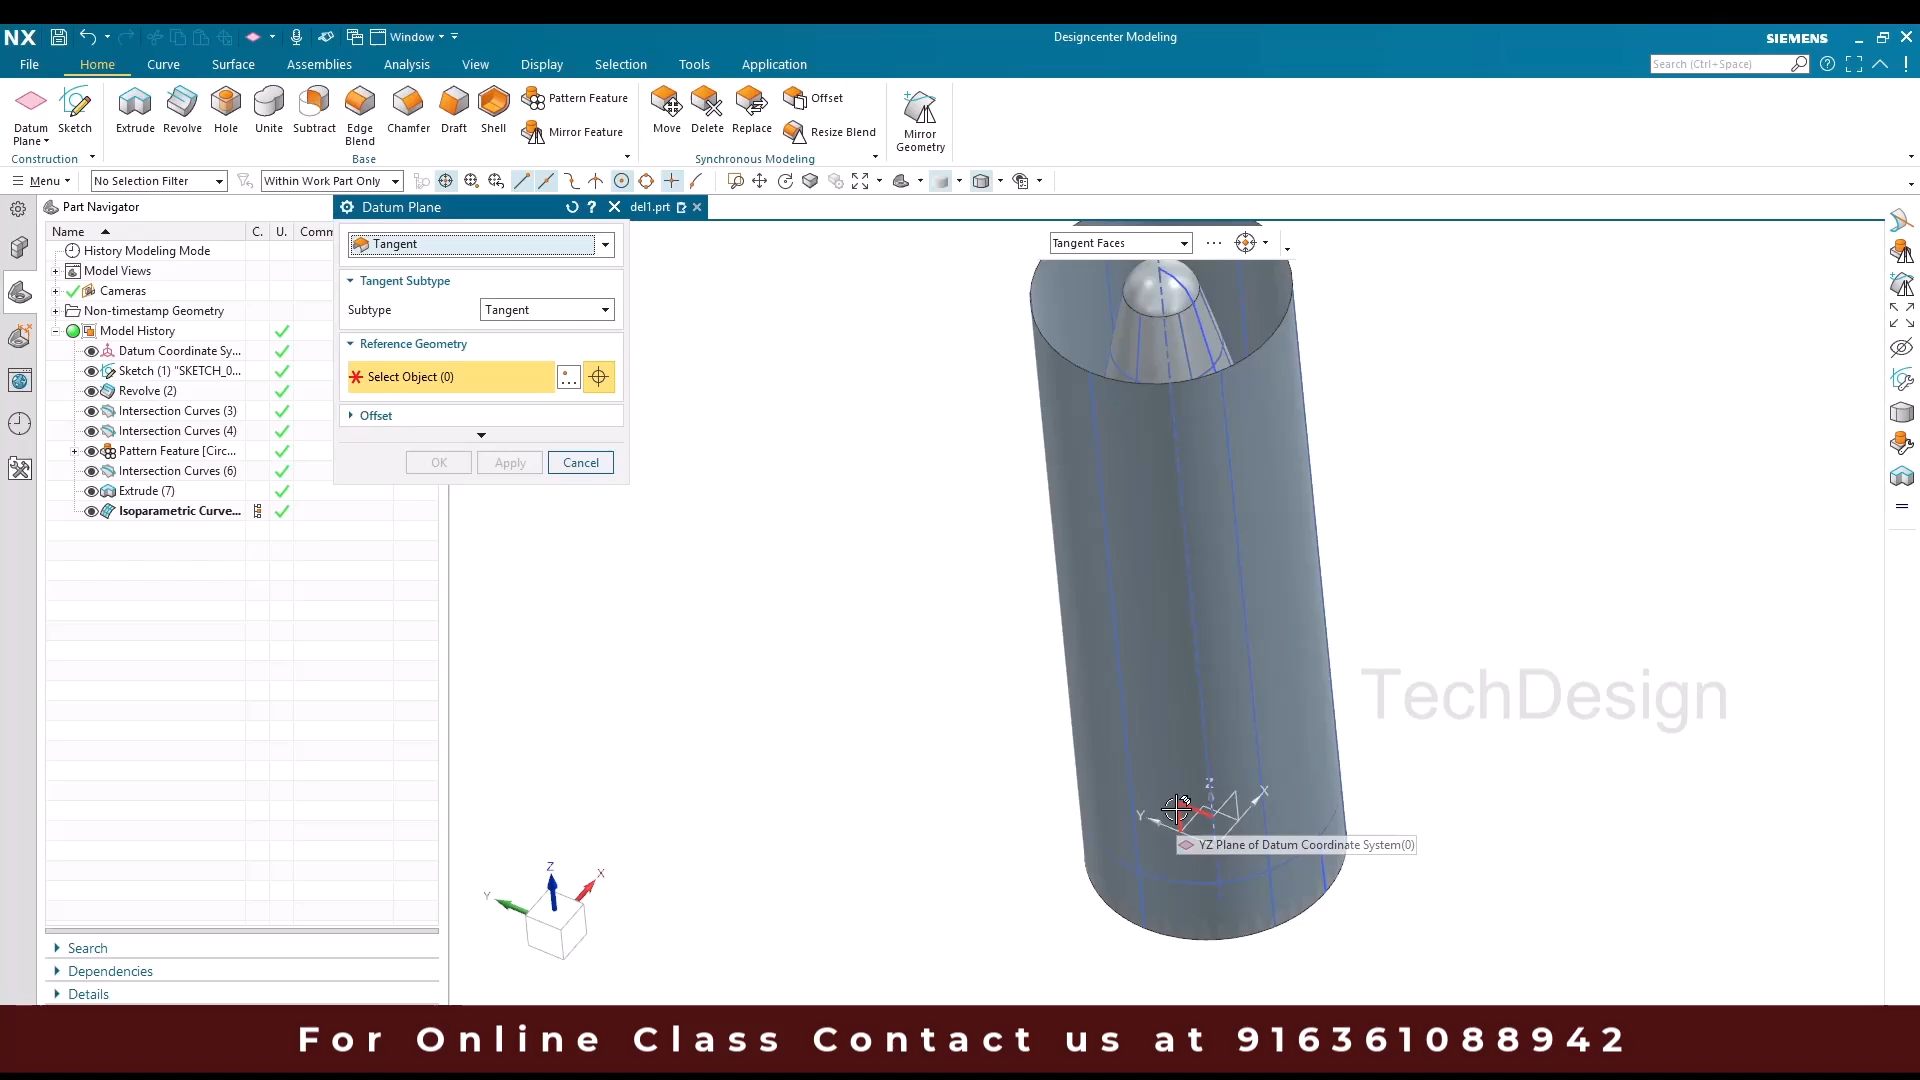 NX
Window
Designcenter Modeling
SIEMENS
File Home Curve Surface Assemblies Analysis View Display Selection Tools Application
Search (Ctrl+Space)
Datum Plane
Sketch
Extrude
Revolve
Hole
Unite
Subtract
Edge Blend
Chamfer
Draft
Shell
Pattern Feature
Mirror Feature
Move
Delete
Replace
Offset
Resize Blend
Mirror Geometry
Construction
Base
Synchronous Modeling
Menu
No Selection Filter
Within Work Part Only
Part Navigator
Datum Plane
del1.prt
Name C. U. Comm
History Modeling Mode
Model Views
Cameras
Non-timestamp Geometry
Model History
Datum Coordinate Sy...
Sketch (1) "SKETCH_0...
Revolve (2)
Intersection Curves (3)
Intersection Curves (4)
Pattern Feature [Circ...
Intersection Curves (6)
Extrude (7)
Isoparametric Curve...
Tangent
Tangent Subtype
Subtype Tangent
Reference Geometry
Select Object (0)
Offset
OK Apply Cancel
Tangent Faces
Z
X
Y
YZ Plane of Datum Coordinate System(0)
TechDesign
Z
X
Y
Search
Dependencies
Details
For Online Class Contact us at 916361088942